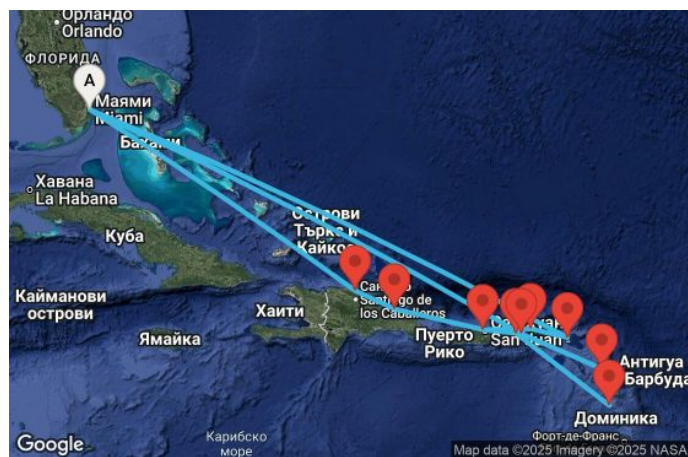 Орландо
Orlando
ФЛОРИДА
A
Маями
Miami
Бахами
Хавана
La Habana
Куба
Острови
Търкс и
Кайкос
Кайманови
острови
Ямайка
Хаити
Santiago de
los Caballeros
Пуерто
Рико
San Juan
Антигуа
Барбуда
Доминика
Форт-де-Франс
Карибско
море
Google
Map data ©2025 Imagery ©2025 NASA